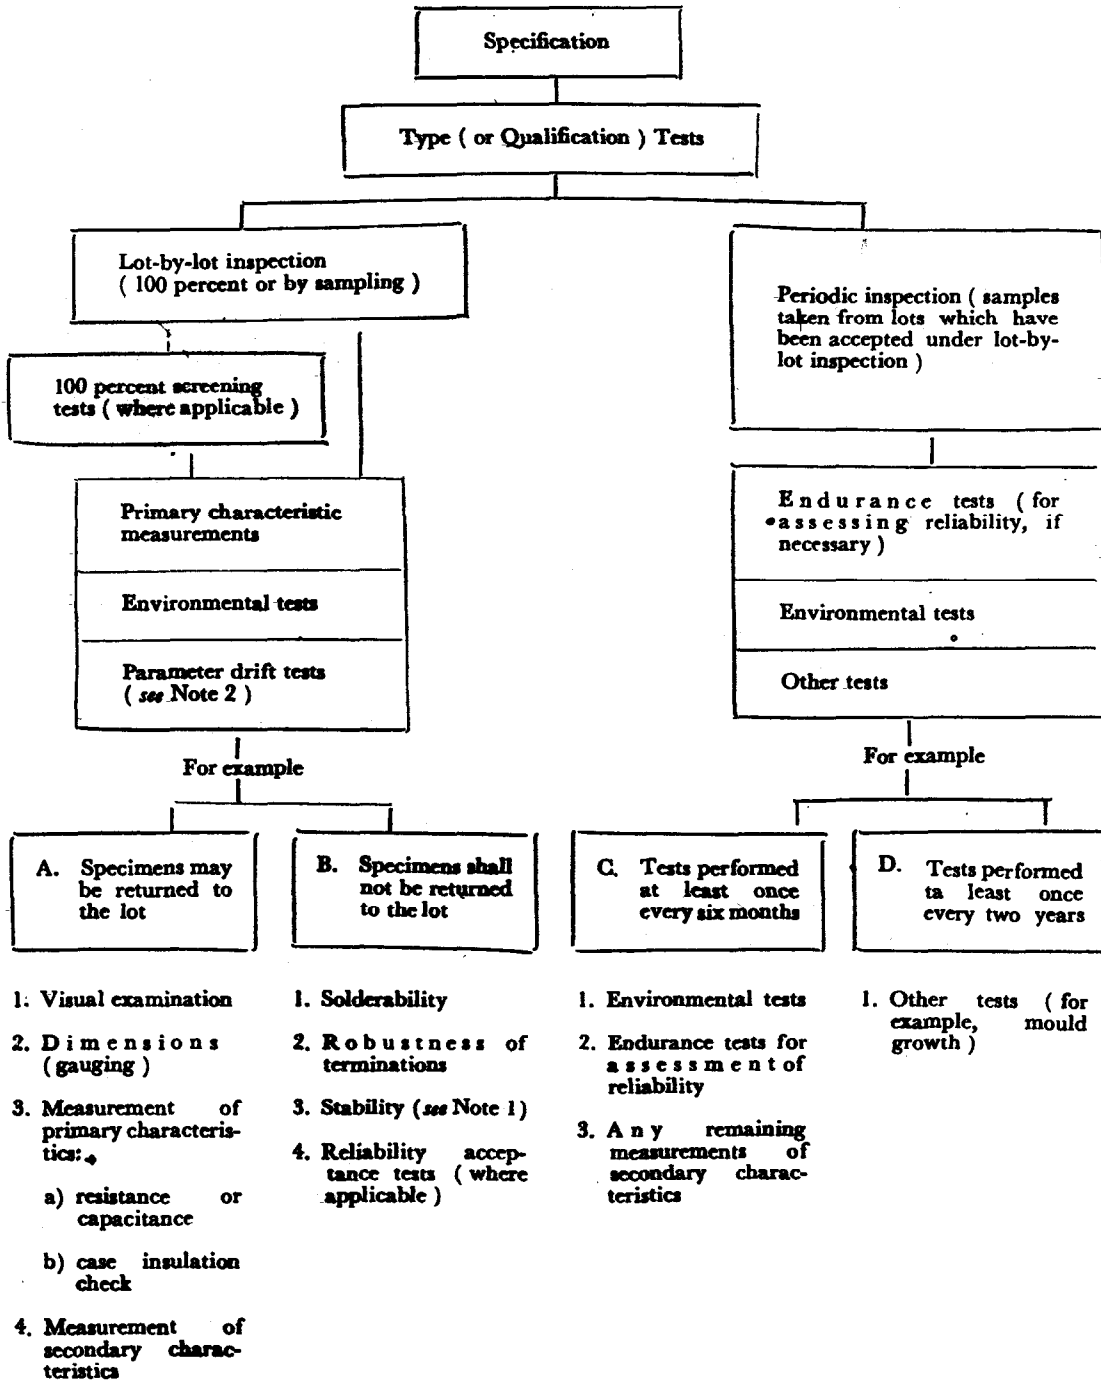 Specification
Type ( or Qualification ) Tests
Lot-by-lot inspection
( 100 percent or by sampling )
Periodic inspection ( samples
taken from lots which have
been accepted under lot-by-
lot inspection )
100 percent screening
tests ( where applicable )
Primary characteristic
measurements
Environmental tests
Parameter drift tests
( see Note 2 )
Endurance tests ( for
assessing reliability, if
necessary )
Environmental tests
Other tests
For example
For example
A. Specimens may
be returned to
the lot
B. Specimens shall
not be returned
to the lot
C. Tests performed
at least once
every six months
D. Tests performed
ta least once
every two years
1. Visual examination
2. Dimensions
( gauging )
3. Measurement of
primary characteris-
tics:
a) resistance or
capacitance
b) case insulation
check
4. Measurement of
secondary charac-
teristics
1. Solderability
2. Robustness of
terminations
3. Stability ( see Note 1 )
4. Reliability accep-
tance tests ( where
applicable )
1. Environmental tests
2. Endurance tests for
assessment of
reliability
3. Any remaining
measurements of
secondary charac-
teristics
1. Other tests ( for
example, mould
growth )